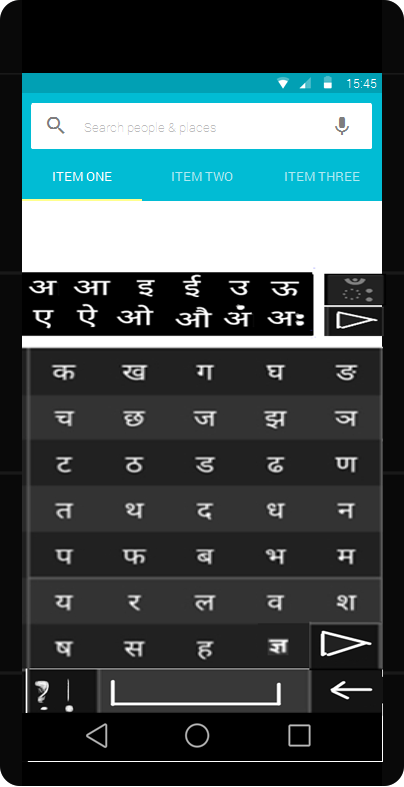 15:45
Search people & places
ITEM ONE ITEM TWO ITEM THREE
अ आ इ ई उ ऊ
ए ऐ ओ औ अं अः
क ख ग घ ङ
च छ ज झ ञ
ट ठ ड ढ ण
त थ द ध न
प फ ब भ म
य र ल व श
ष स ह ज्ञ
? !